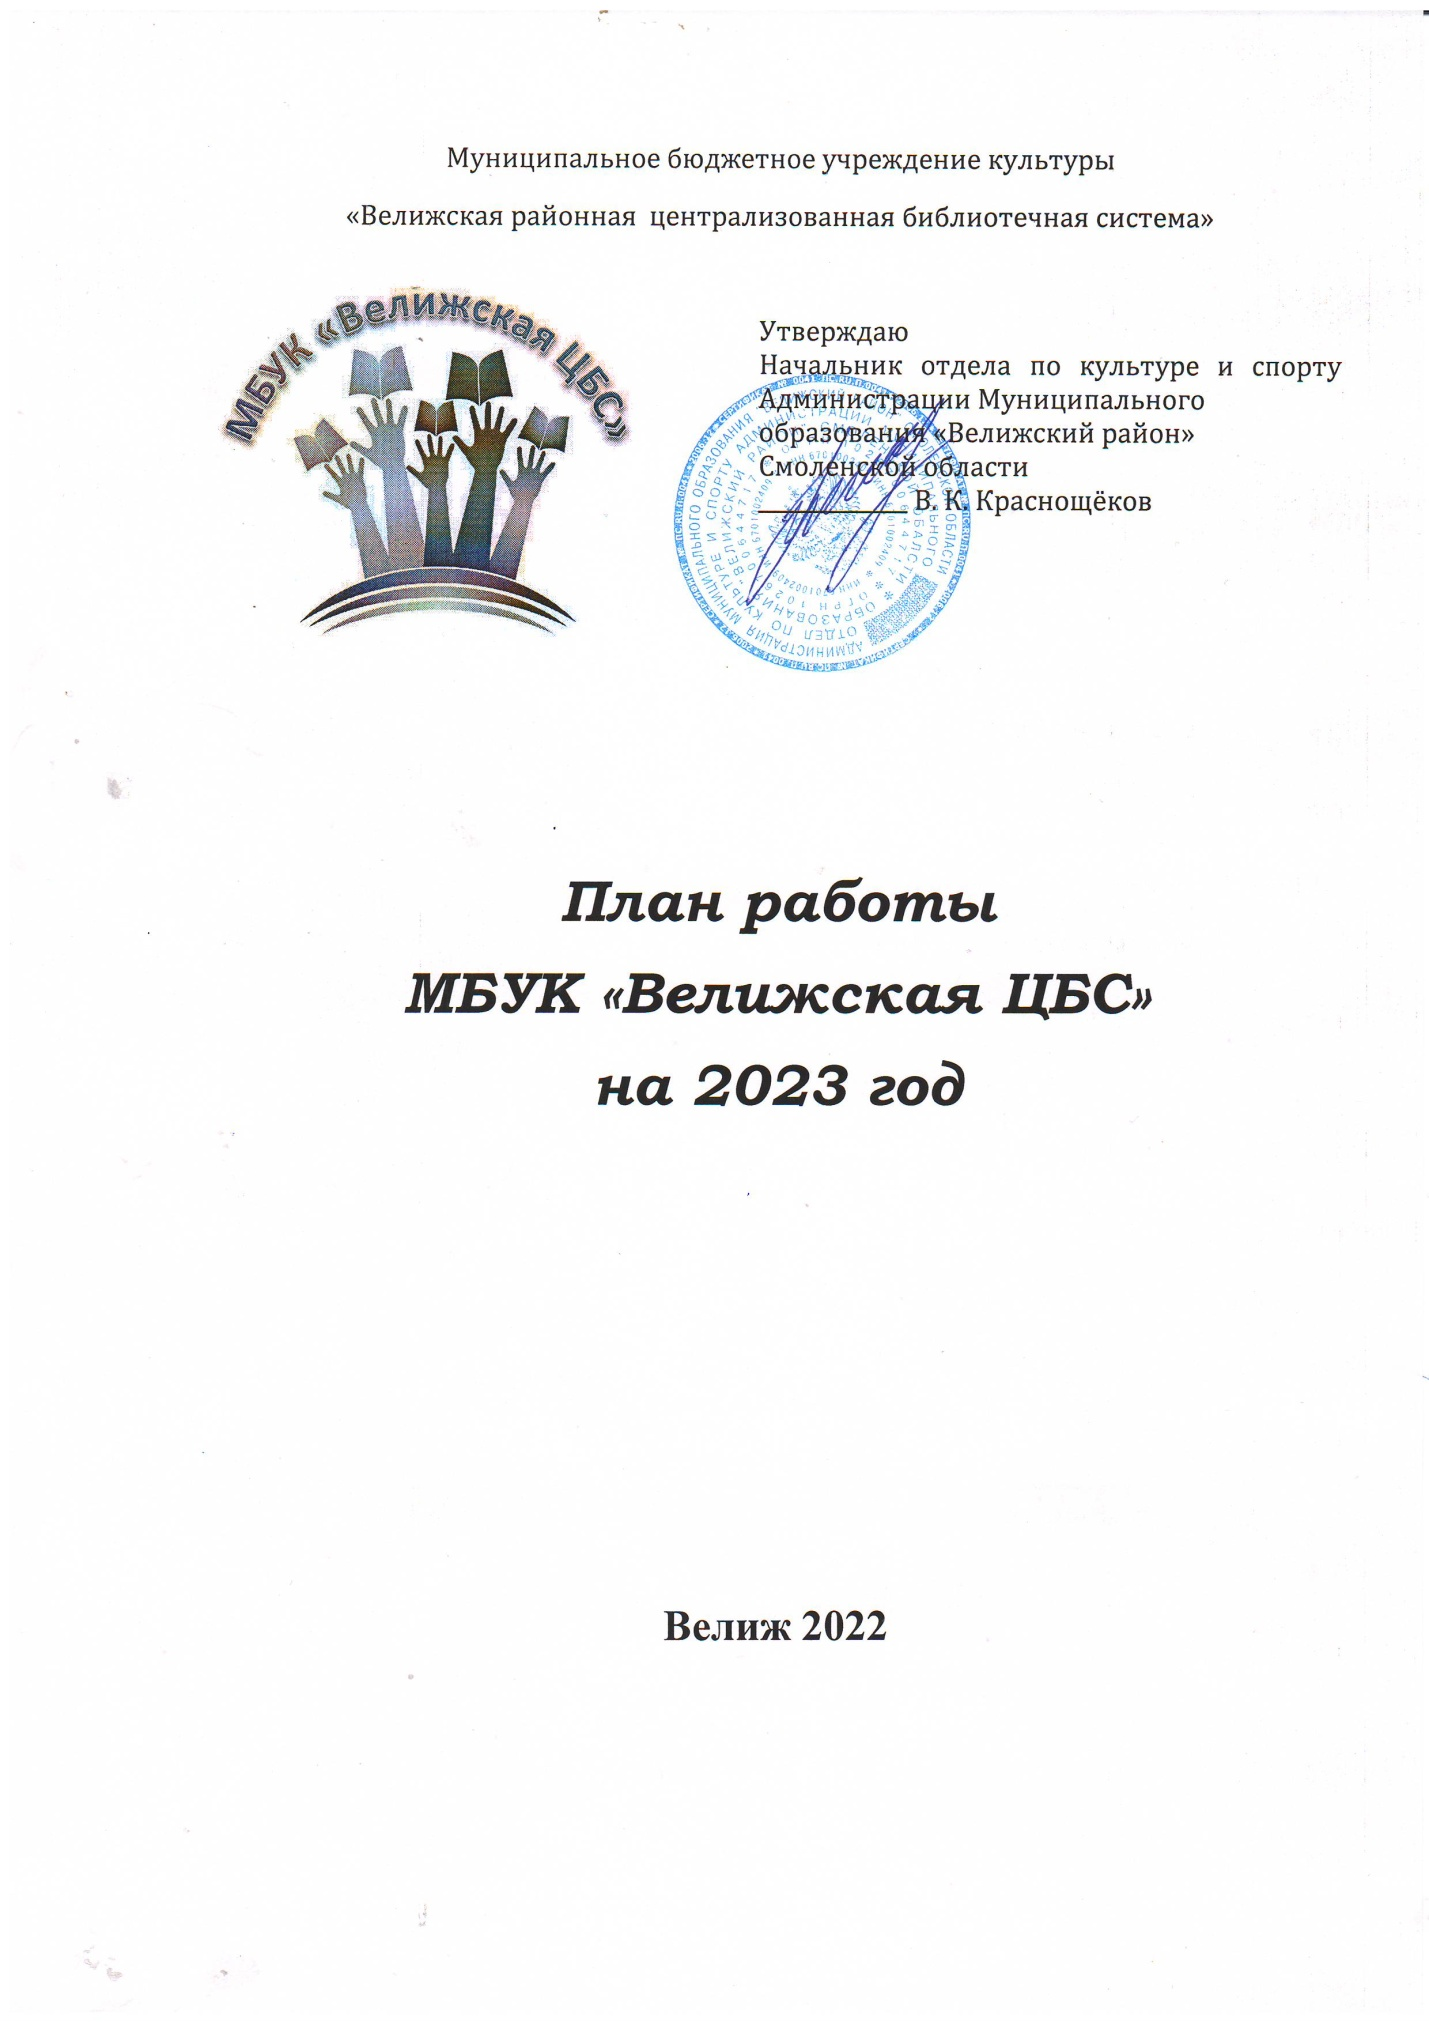 Муниципальное бюджетное учреждение культуры
«Велижская районная централизованная библиотечная система»
МБУК «Велижская ЦБС»
Утверждаю
Начальник отдела по культуре и спорту
Администрации Муниципального
образования «Велижский район»
Смоленской области
___________ В. К. Краснощёков
План работы
МБУК «Велижская ЦБС»
на 2023 год
Велиж 2022